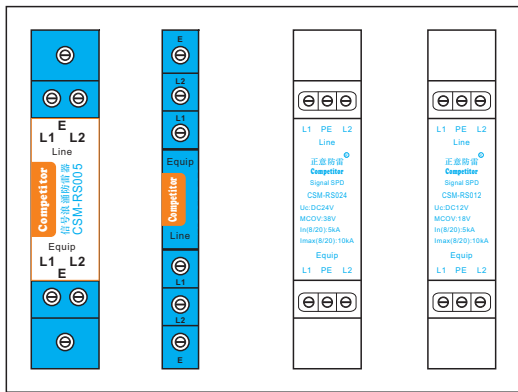 E
L1 L2
Line
Competitor
信号浪涌防雷器
CSM-RS005
Equip
L1 L2
E
E
L2
L1
Equip
Competitor
Line
L1
L2
E
L1 PE L2
Line
正意防雷
Competitor
Signal SPD
CSM-RS024
Uc:DC24V
MCOV:38V
In(8/20):5kA
Imax(8/20):10kA
Equip
L1 PE L2
L1 PE L2
Line
正意防雷
Competitor
Signal SPD
CSM-RS012
Uc:DC12V
MCOV:18V
In(8/20):5kA
Imax(8/20):10kA
Equip
L1 PE L2